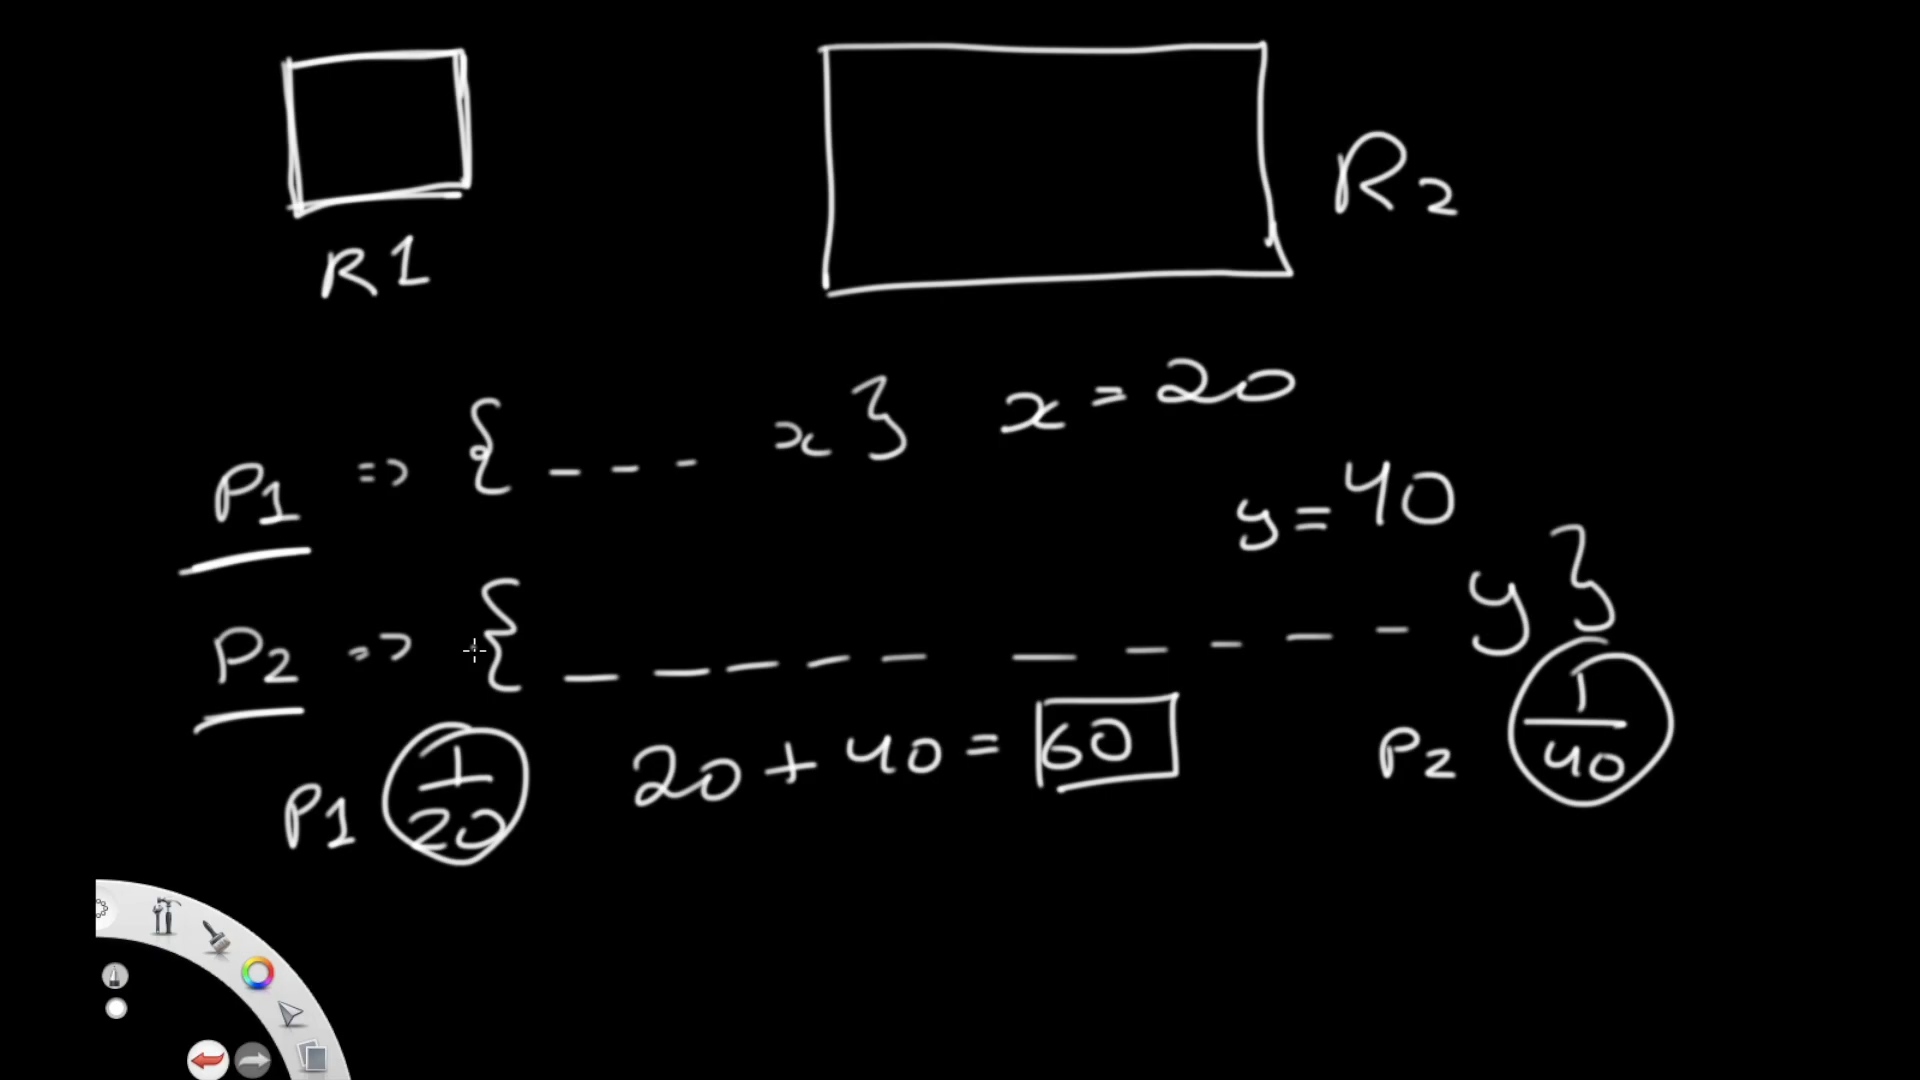 R1
R2
P1 => { _ _ _ x } x = 20
y = 40
P2 => { _ _ _ _ _ _ _ _ _ _ y }
P1 1/20 20 + 40 = 60 P2 1/40